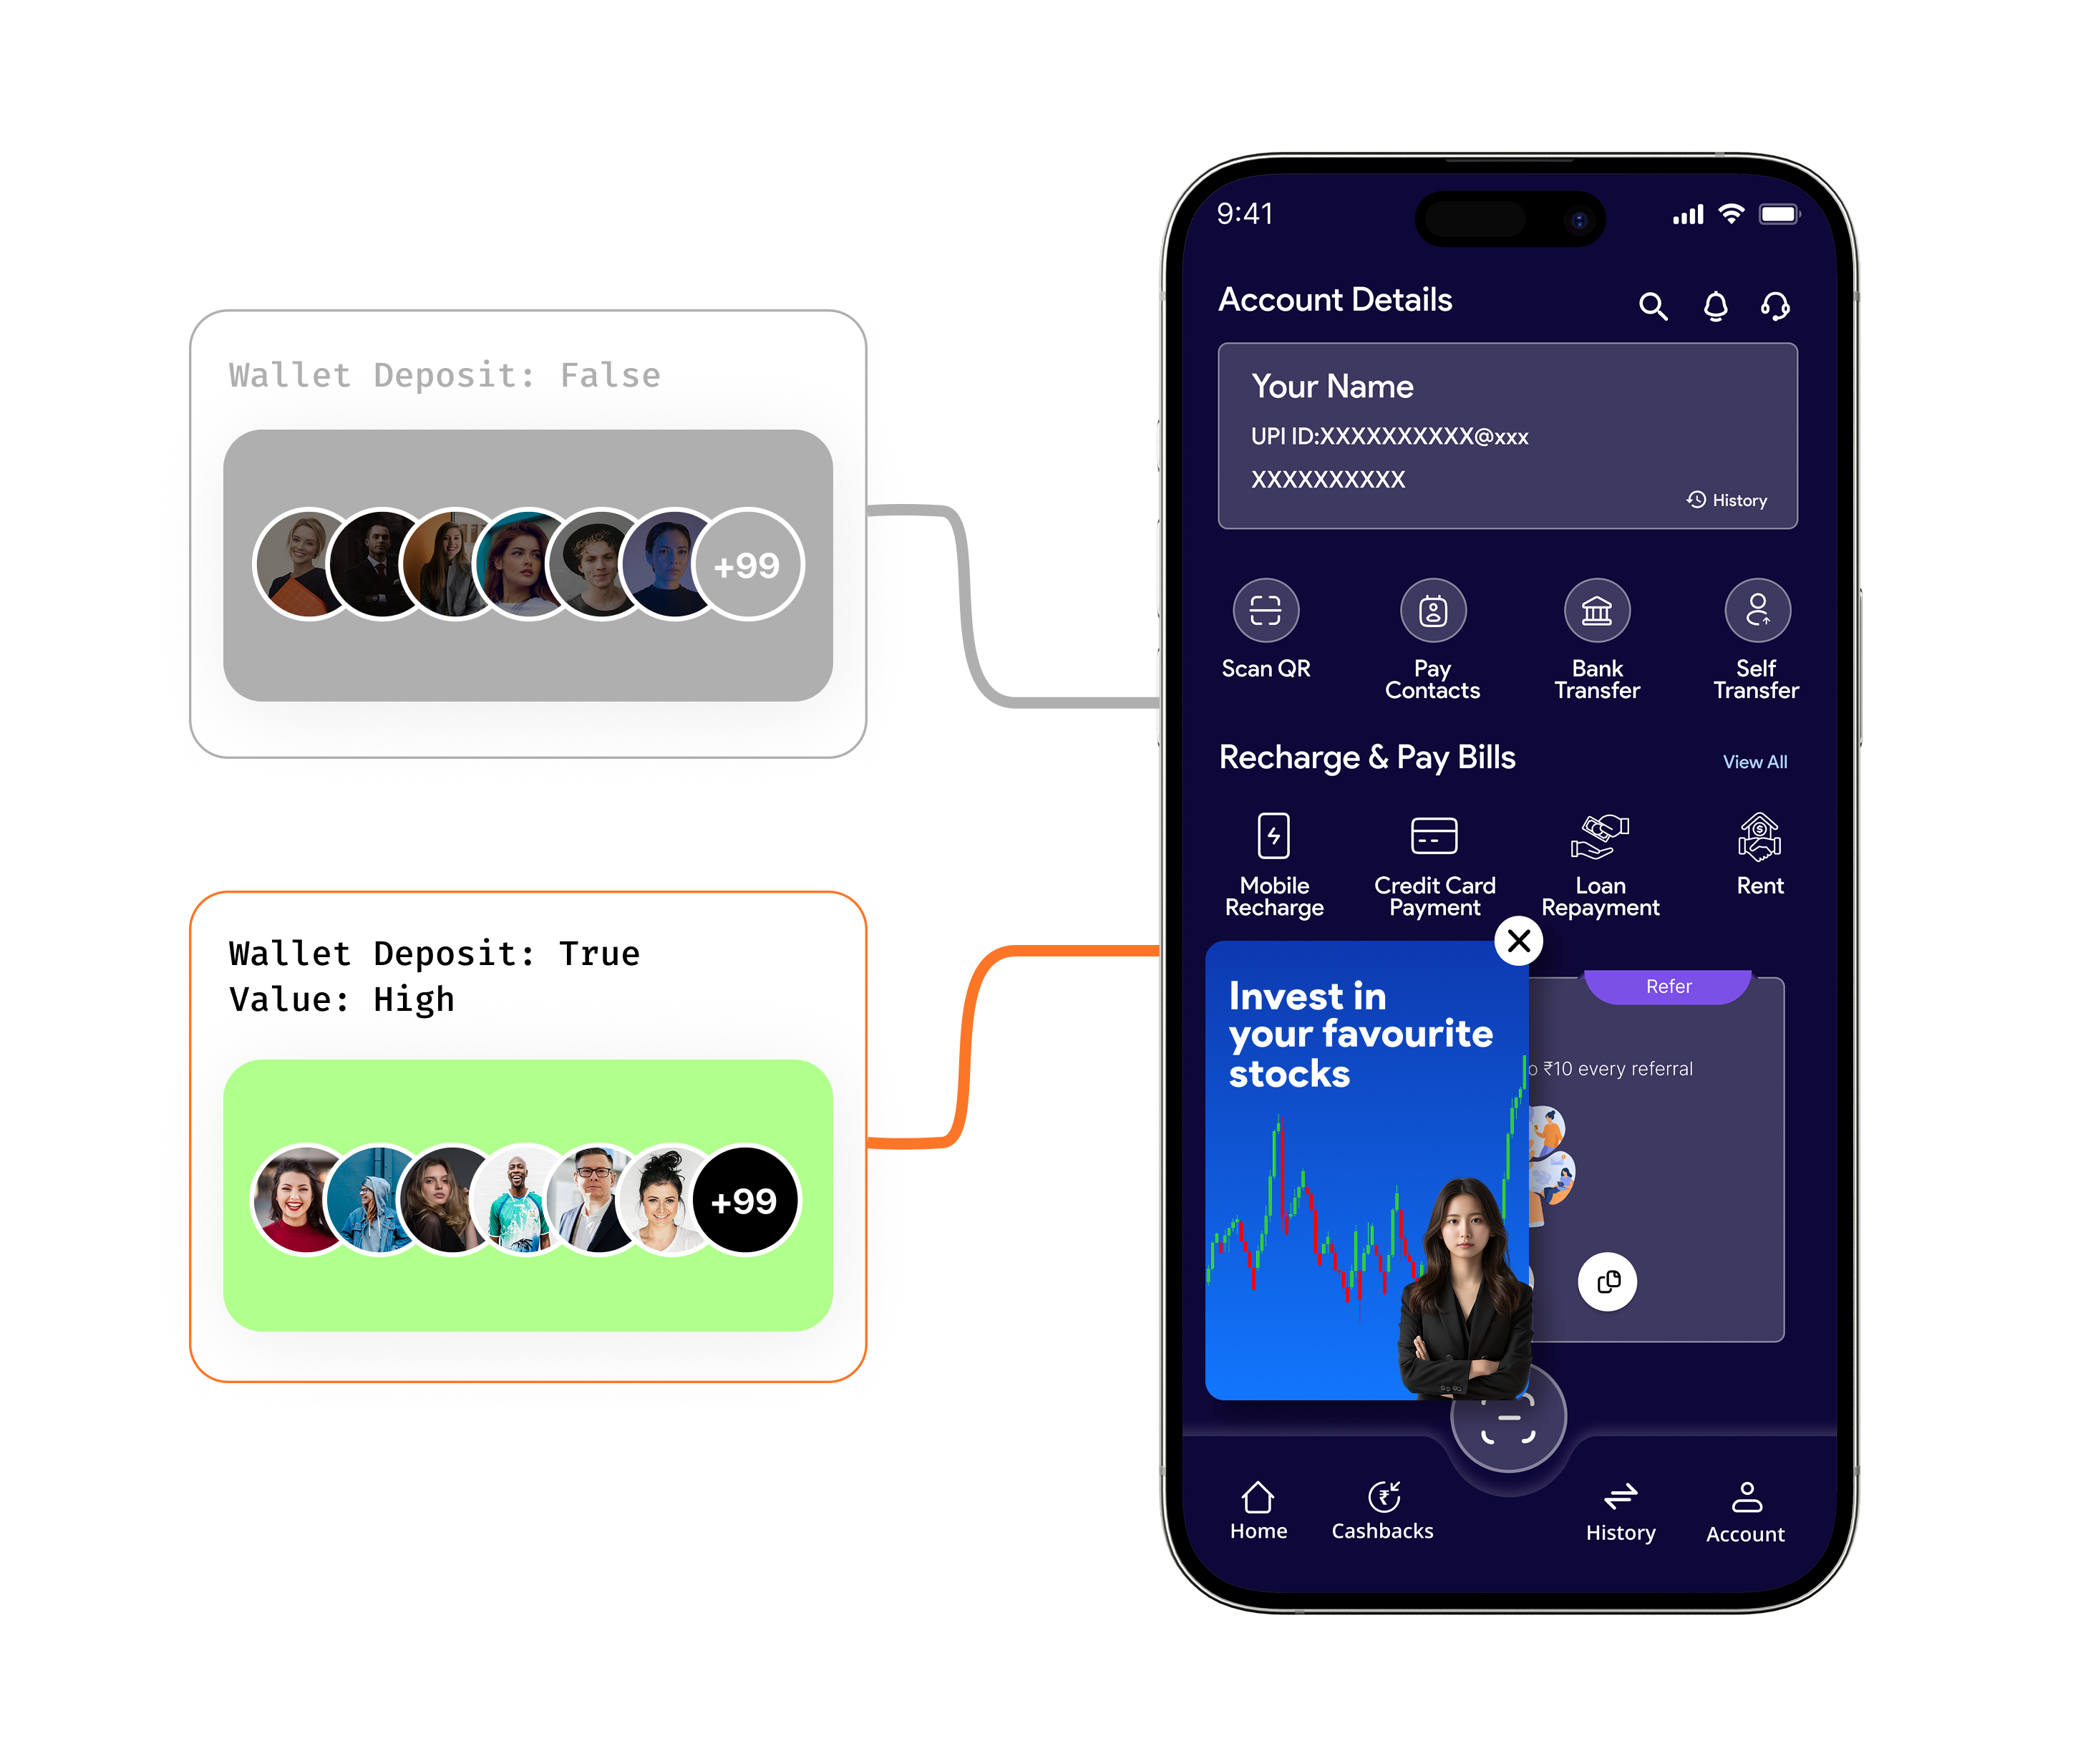 Wallet Deposit: False
+99
Wallet Deposit: True
Value: High
+99
9:41
Account Details
Your Name
UPI ID:XXXXXXXXXX@xxx
XXXXXXXXXX
History
Scan QR
Pay
Contacts
Bank
Transfer
Self
Transfer
Recharge & Pay Bills
View All
Mobile
Recharge
Credit Card
Payment
Loan
Repayment
Rent
Invest in
your favourite
stocks
Refer
₹10 every referral
Home
Cashbacks
History
Account